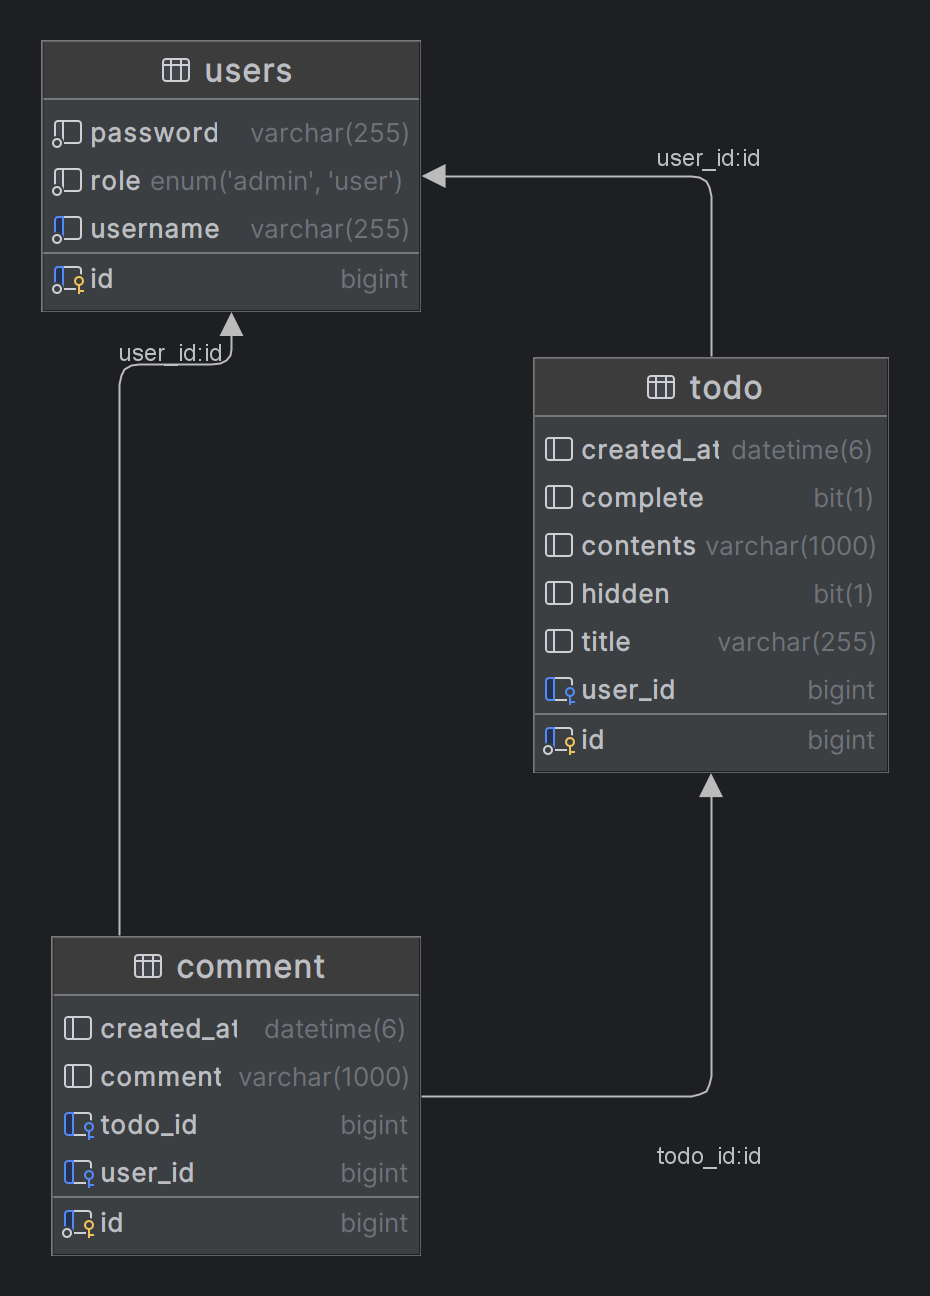 users
password varchar(255)
role enum('admin', 'user')
username varchar(255)
id bigint
user_id:id
user_id:id
todo
created_at datetime(6)
complete bit(1)
contents varchar(1000)
hidden bit(1)
title varchar(255)
user_id bigint
id bigint
comment
created_at datetime(6)
comment varchar(1000)
todo_id bigint
user_id bigint
id bigint
todo_id:id